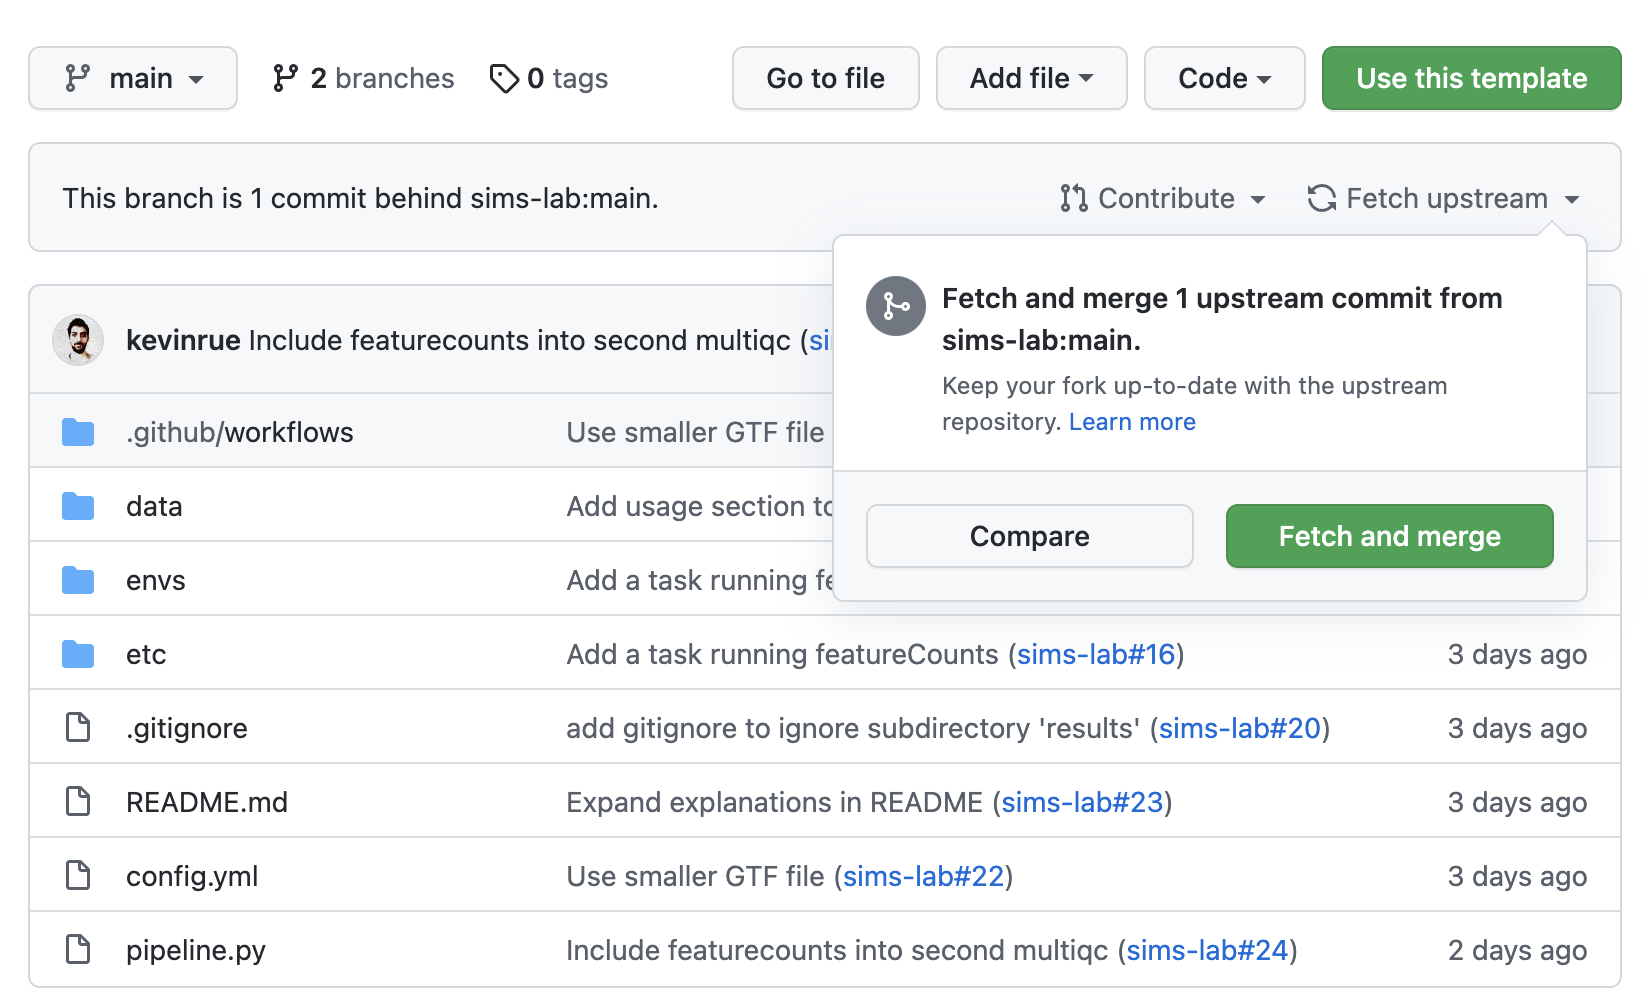 main
2 branches
0 tags
Go to file
Add file
Code
Use this template
This branch is 1 commit behind sims-lab:main.
Contribute
Fetch upstream
Fetch and merge 1 upstream commit from
sims-lab:main.
Keep your fork up-to-date with the upstream
repository. Learn more
Compare
Fetch and merge
kevinrue Include featurecounts into second multiqc (si
.github/workflows Use smaller GTF file
data Add usage section to
envs Add a task running fe
etc Add a task running featureCounts (sims-lab#16) 3 days ago
.gitignore add gitignore to ignore subdirectory 'results' (sims-lab#20) 3 days ago
README.md Expand explanations in README (sims-lab#23) 3 days ago
config.yml Use smaller GTF file (sims-lab#22) 3 days ago
pipeline.py Include featurecounts into second multiqc (sims-lab#24) 2 days ago